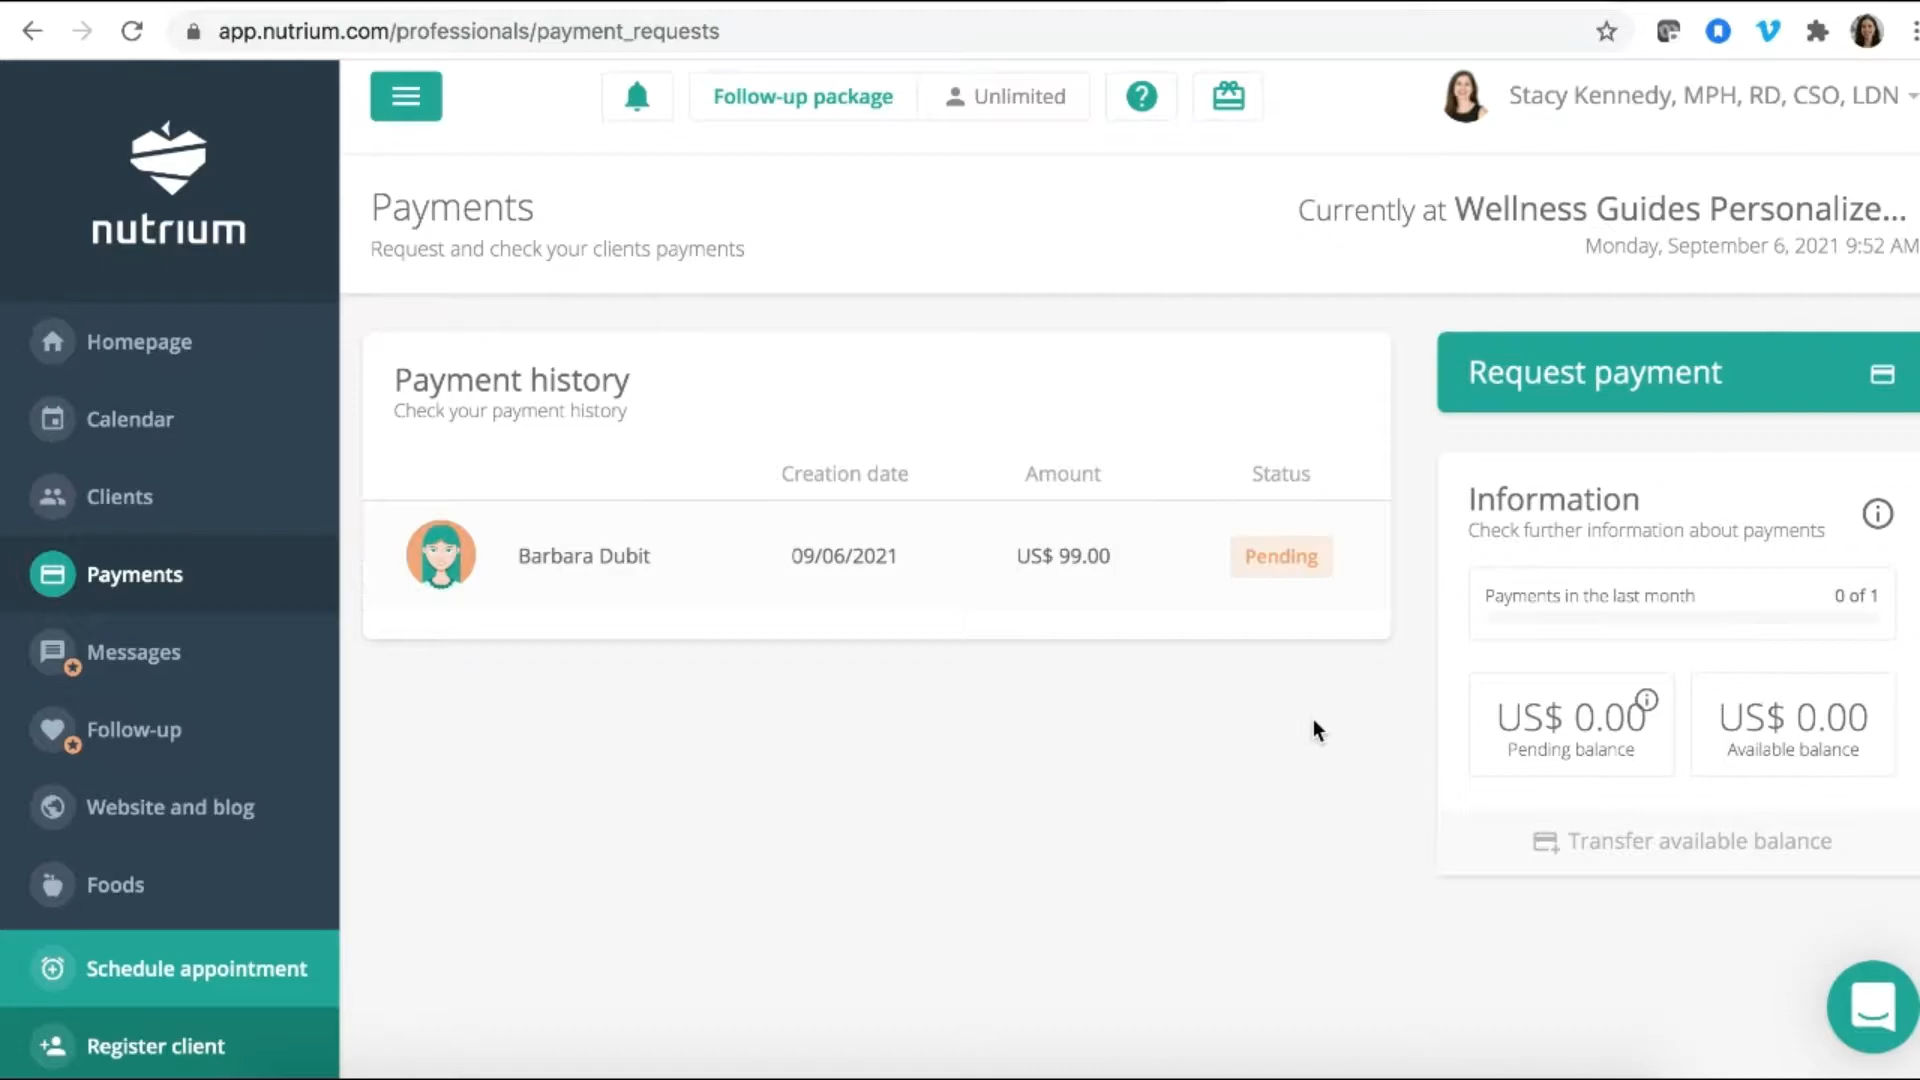 app.nutrium.com/professionals/payment_requests
Follow-up package
Unlimited
Stacy Kennedy, MPH, RD, CSO, LDN
nutrium
Payments
Request and check your clients payments
Currently at Wellness Guides Personalize...
Monday, September 6, 2021 9:52 AM
Homepage
Calendar
Clients
Payments
Messages
Follow-up
Website and blog
Foods
Schedule appointment
Register client
Payment history
Check your payment history
Creation date Amount Status
Barbara Dubit 09/06/2021 US$ 99.00 Pending
Request payment
Information
Check further information about payments
Payments in the last month 0 of 1
US$ 0.00 US$ 0.00
Pending balance Available balance
Transfer available balance